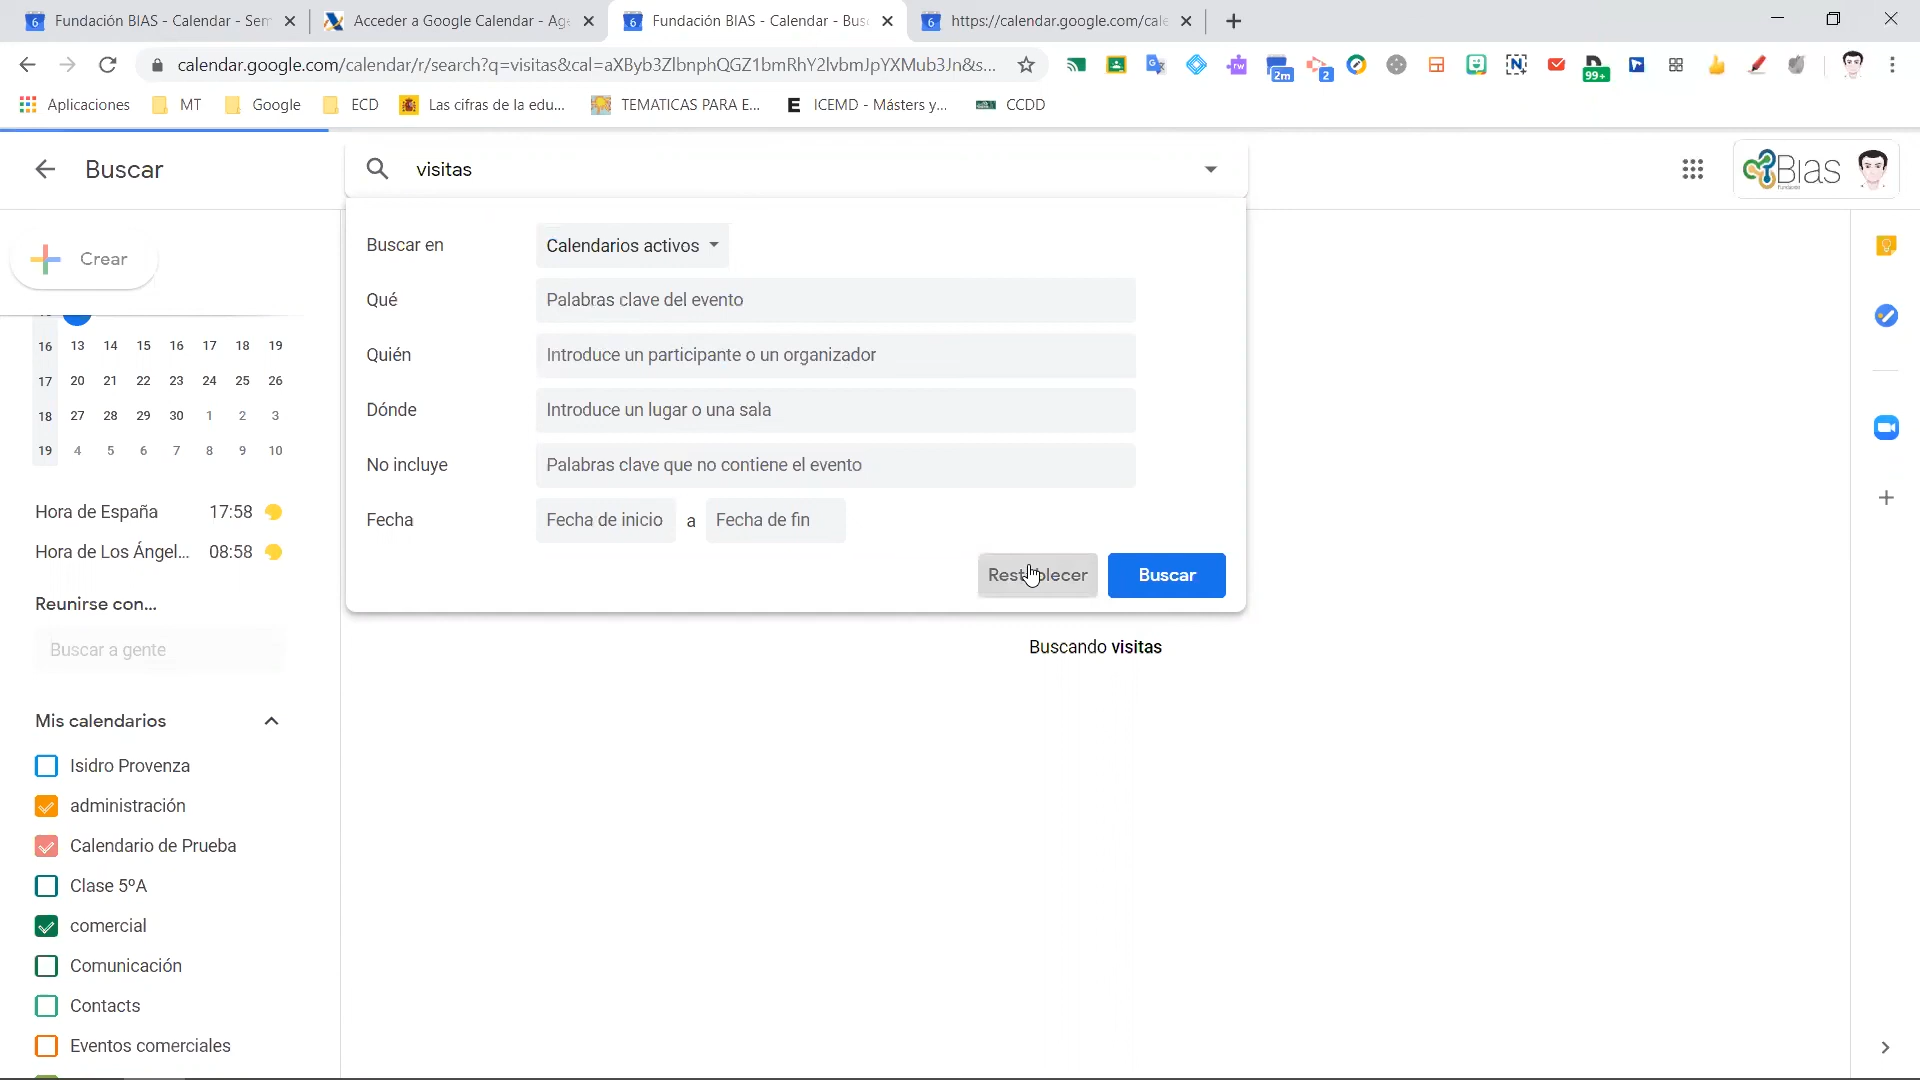 Fundación BIAS - Calendar - Sem
Acceder a Google Calendar - Age
Fundación BIAS - Calendar - Bus
https://calendar.google.com/cale
calendar.google.com/calendar/r/search?q=visitas&cal=aXByb3ZlbnphQGZ1bmRhY2lvbmJpYXMub3Jn&s...
2m
2
rw
99+
Aplicaciones
MT
Google
ECD
Las cifras de la edu...
TEMATICAS PARA E...
ICEMD - Másters y...
CCDD
Buscar
visitas
Bias
Fundación
Crear
Buscar en
Calendarios activos
Qué
Palabras clave del evento
Quién
Introduce un participante o un organizador
Dónde
Introduce un lugar o una sala
No incluye
Palabras clave que no contiene el evento
Fecha
Fecha de inicio
a
Fecha de fin
Buscar
Buscando visitas
16 13 14 15 16 17 18 19
17 20 21 22 23 24 25 26
18 27 28 29 30 1 2 3
19 4 5 6 7 8 9 10
Hora de España 17:58
Hora de Los Ángel... 08:58
Reunirse con...
Buscar a gente
Mis calendarios
Isidro Provenza
administración
Calendario de Prueba
Clase 5ºA
comercial
Comunicación
Contacts
Eventos comerciales